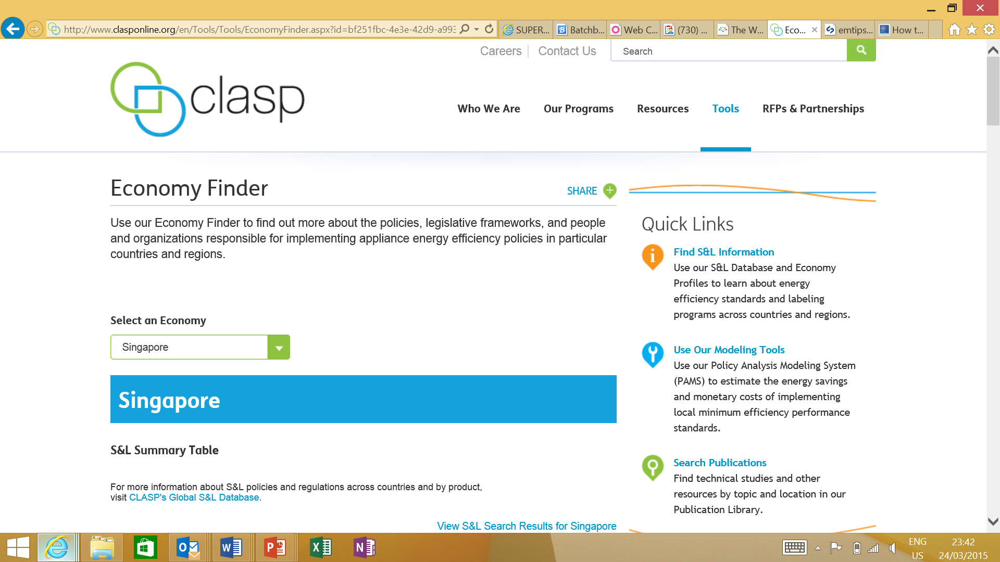 http://www.clasponline.org/en/Tools/Tools/EconomyFinder.aspx?id=bf251fbc-4e3e-42d9-a993
SUPER...
Batchb...
Web C...
(730) ...
The W...
Eco...
emtips...
How t...
Careers
Contact Us
Search
clasp
Who We Are
Our Programs
Resources
Tools
RFPs & Partnerships
Economy Finder
SHARE
Use our Economy Finder to find out more about the policies, legislative frameworks, and people
and organizations responsible for implementing appliance energy efficiency policies in particular
countries and regions.
Select an Economy
Singapore
Singapore
S&L Summary Table
For more information about S&L policies and regulations across countries and by product,
visit CLASP's Global S&L Database.
View S&L Search Results for Singapore
Quick Links
Find S&L Information
Use our S&L Database and Economy
Profiles to learn about energy
efficiency standards and labeling
programs across countries and regions.
Use Our Modeling Tools
Use our Policy Analysis Modeling System
(PAMS) to estimate the energy savings
and monetary costs of implementing
local minimum efficiency performance
standards.
Search Publications
Find technical studies and other
resources by topic and location in our
Publication Library.
ENG
US
23:42
24/03/2015